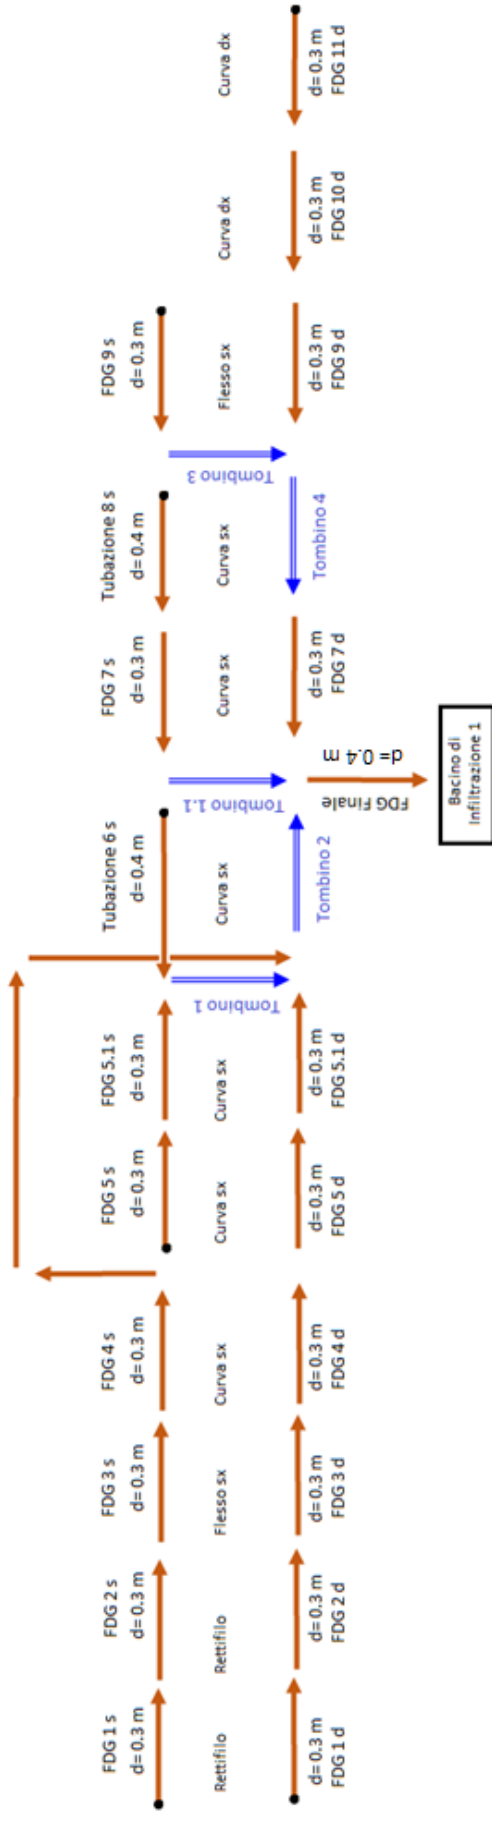 FDG 1 s
d= 0.3 m
FDG 2 s
d= 0.3 m
FDG 3 s
d= 0.3 m
FDG 4 s
d= 0.3 m
FDG 5 s
d= 0.3 m
FDG 5.1 s
d= 0.3 m
Tubazione 6 s
d= 0.4 m
FDG 7 s
d= 0.3 m
Tubazione 8 s
d= 0.4 m
FDG 9 s
d= 0.3 m
Rettifilo
Rettifilo
Flesso sx
Curva sx
Curva sx
Curva sx
Tombino 1
Curva sx
Tombino 1.1
Curva sx
Curva sx
Tombino 3
Flesso sx
Curva dx
Curva dx
d= 0.3 m
FDG 1 d
d= 0.3 m
FDG 2 d
d= 0.3 m
FDG 3 d
d= 0.3 m
FDG 4 d
d= 0.3 m
FDG 5 d
d= 0.3 m
FDG 5.1 d
Tombino 2
FDG Finale
d= 0.4 m
d= 0.3 m
FDG 7 d
Tombino 4
d= 0.3 m
FDG 9 d
d= 0.3 m
FDG 10 d
d= 0.3 m
FDG 11 d
Bacino di
Infiltrazione 1